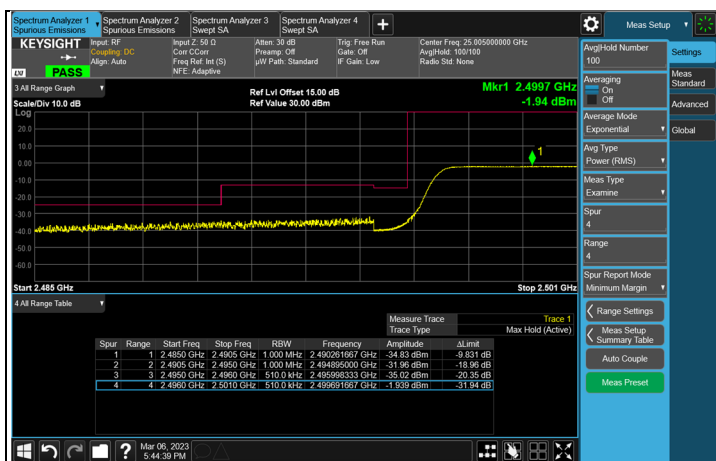 Spectrum Analyzer 1
Spurious Emissions
Spectrum Analyzer 2
Spurious Emissions
Spectrum Analyzer 3
Swept SA
Spectrum Analyzer 4
Swept SA
+
Meas Setup
KEYSIGHT
LXI
PASS
Input: RF
Coupling: DC
Align: Auto
Input Z: 50 Ω
Corr CCorr
Freq Ref: Int (S)
NFE: Adaptive
Atten: 30 dB
Preamp: Off
µW Path: Standard
Trig: Free Run
Gate: Off
IF Gain: Low
Center Freq: 25.005000000 GHz
Avg|Hold: 100/100
Radio Std: None
3 All Range Graph
Scale/Div 10.0 dB
Ref Lvl Offset 15.00 dB
Ref Value 30.00 dBm
Mkr1 2.4997 GHz
-1.94 dBm
Log
20.0
10.0
0.00
-10.0
-20.0
-30.0
-40.0
-50.0
-60.0
1
Start 2.485 GHz
Stop 2.501 GHz
4 All Range Table
Measure Trace Trace 1
Trace Type Max Hold (Active)
Spur Range Start Freq Stop Freq RBW Frequency Amplitude ΔLimit
1 1 2.4850 GHz 2.4905 GHz 1.000 MHz 2.490261667 GHz -34.83 dBm -9.831 dB
2 2 2.4905 GHz 2.4950 GHz 1.000 MHz 2.494895000 GHz -31.96 dBm -18.96 dB
3 3 2.4950 GHz 2.4960 GHz 510.0 kHz 2.495998333 GHz -35.02 dBm -20.35 dB
4 4 2.4960 GHz 2.5010 GHz 510.0 kHz 2.499691667 GHz -1.939 dBm -31.94 dB
Avg|Hold Number
100
Averaging
On
Off
Average Mode
Exponential
Avg Type
Power (RMS)
Meas Type
Examine
Spur
4
Range
4
Spur Report Mode
Minimum Margin
Range Settings
Meas Setup
Summary Table
Auto Couple
Meas Preset
Settings
Meas
Standard
Advanced
Global
?
Mar 06, 2023
5:44:39 PM